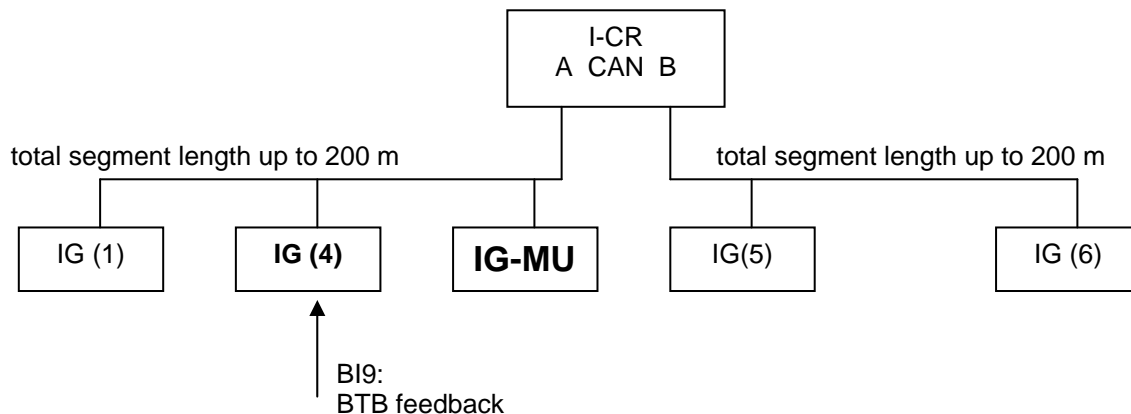 I-CR
A CAN B
total segment length up to 200 m
total segment length up to 200 m
IG (1)
IG (4)
IG-MU
IG(5)
IG (6)
BI9:
BTB feedback